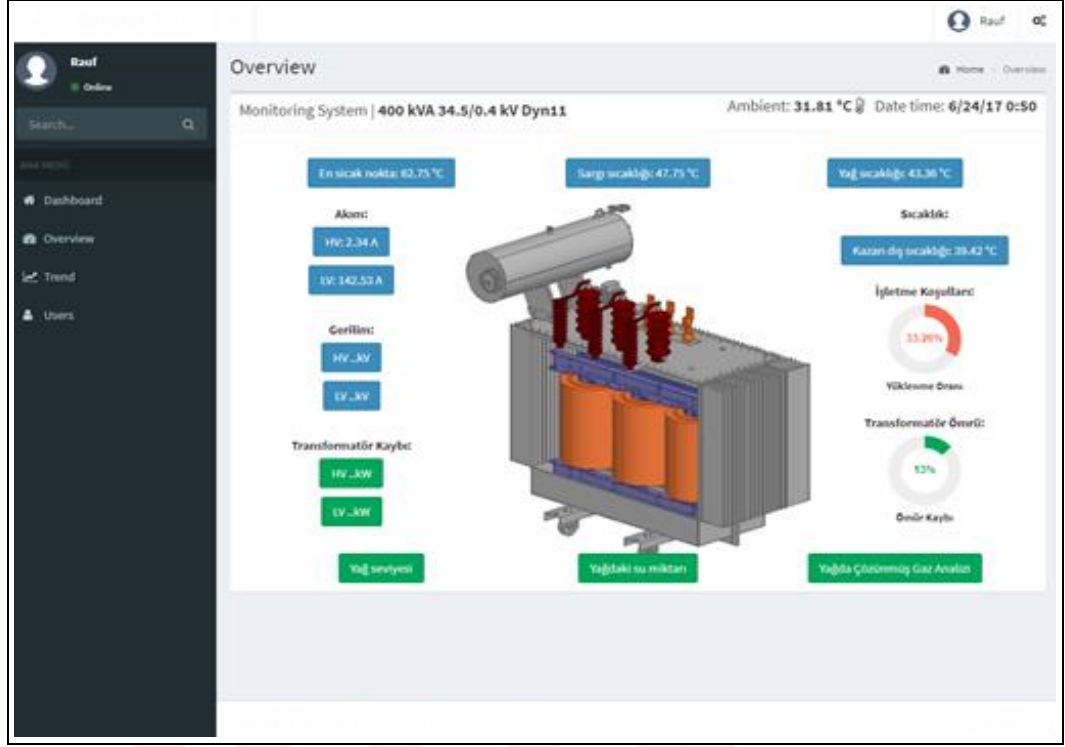 Rauf
Rauf
Online
Search...
ANA MENÜ
Dashboard
Overview
Trend
Users
Overview
Home - Overview
Monitoring System | 400 kVA 34.5/0.4 kV Dyn11
Ambient: 31.81 °C Date time: 6/24/17 0:50
En sıcak nokta: 62.75 °C
Sargı sıcaklığı: 47.75 °C
Yağ sıcaklığı: 43.36 °C
Akım:
HV: 2.34 A
LV: 142.53 A
Gerilim:
HV ..kV
LV ..kV
Transformatör Kaybı:
HV ..kW
LV ..kW
Sıcaklık:
Kazan dış sıcaklığı: 39.42 °C
İşletme Koşulları:
Yüklenme Oranı
Transformatör Ömrü:
Ömür Kaybı
Yağ seviyesi
Yağdaki su miktarı
Yağda Çözünmüş Gaz Analizi